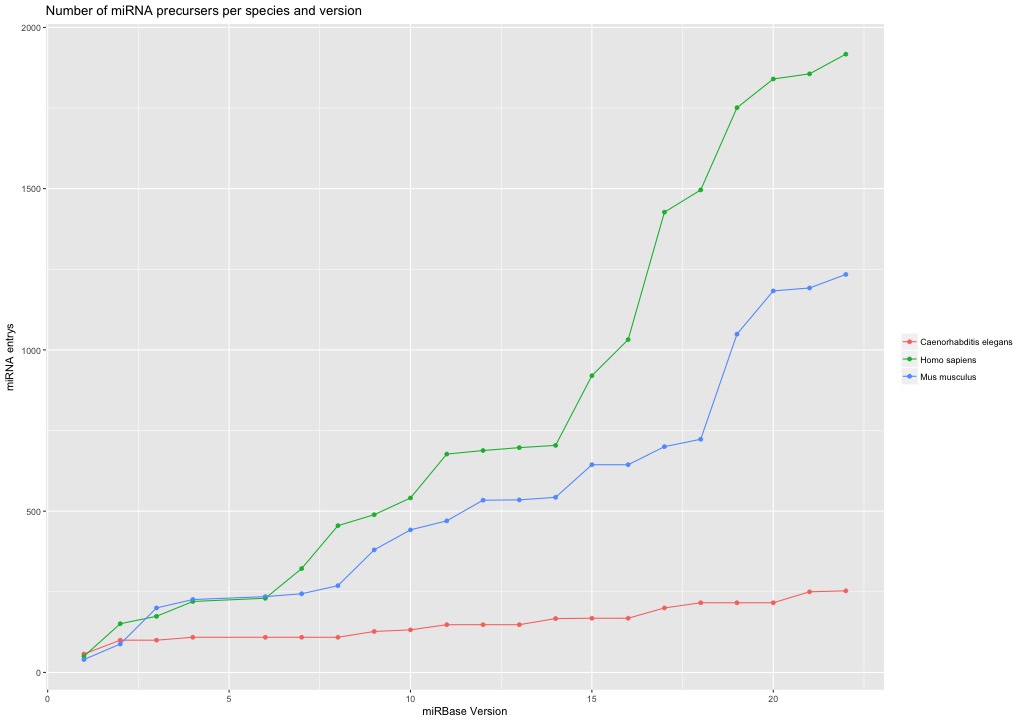 Number of miRNA precursers per species and version
2000
1500
1000
500
0
miRNA entrys
0 5 10 15 20
miRBase Version
Caenorhabditis elegans
Homo sapiens
Mus musculus